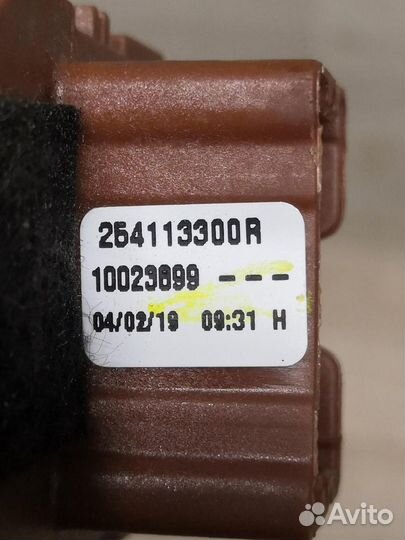 254113300R
10023899 ---
04/02/19 09:31 H
Avito